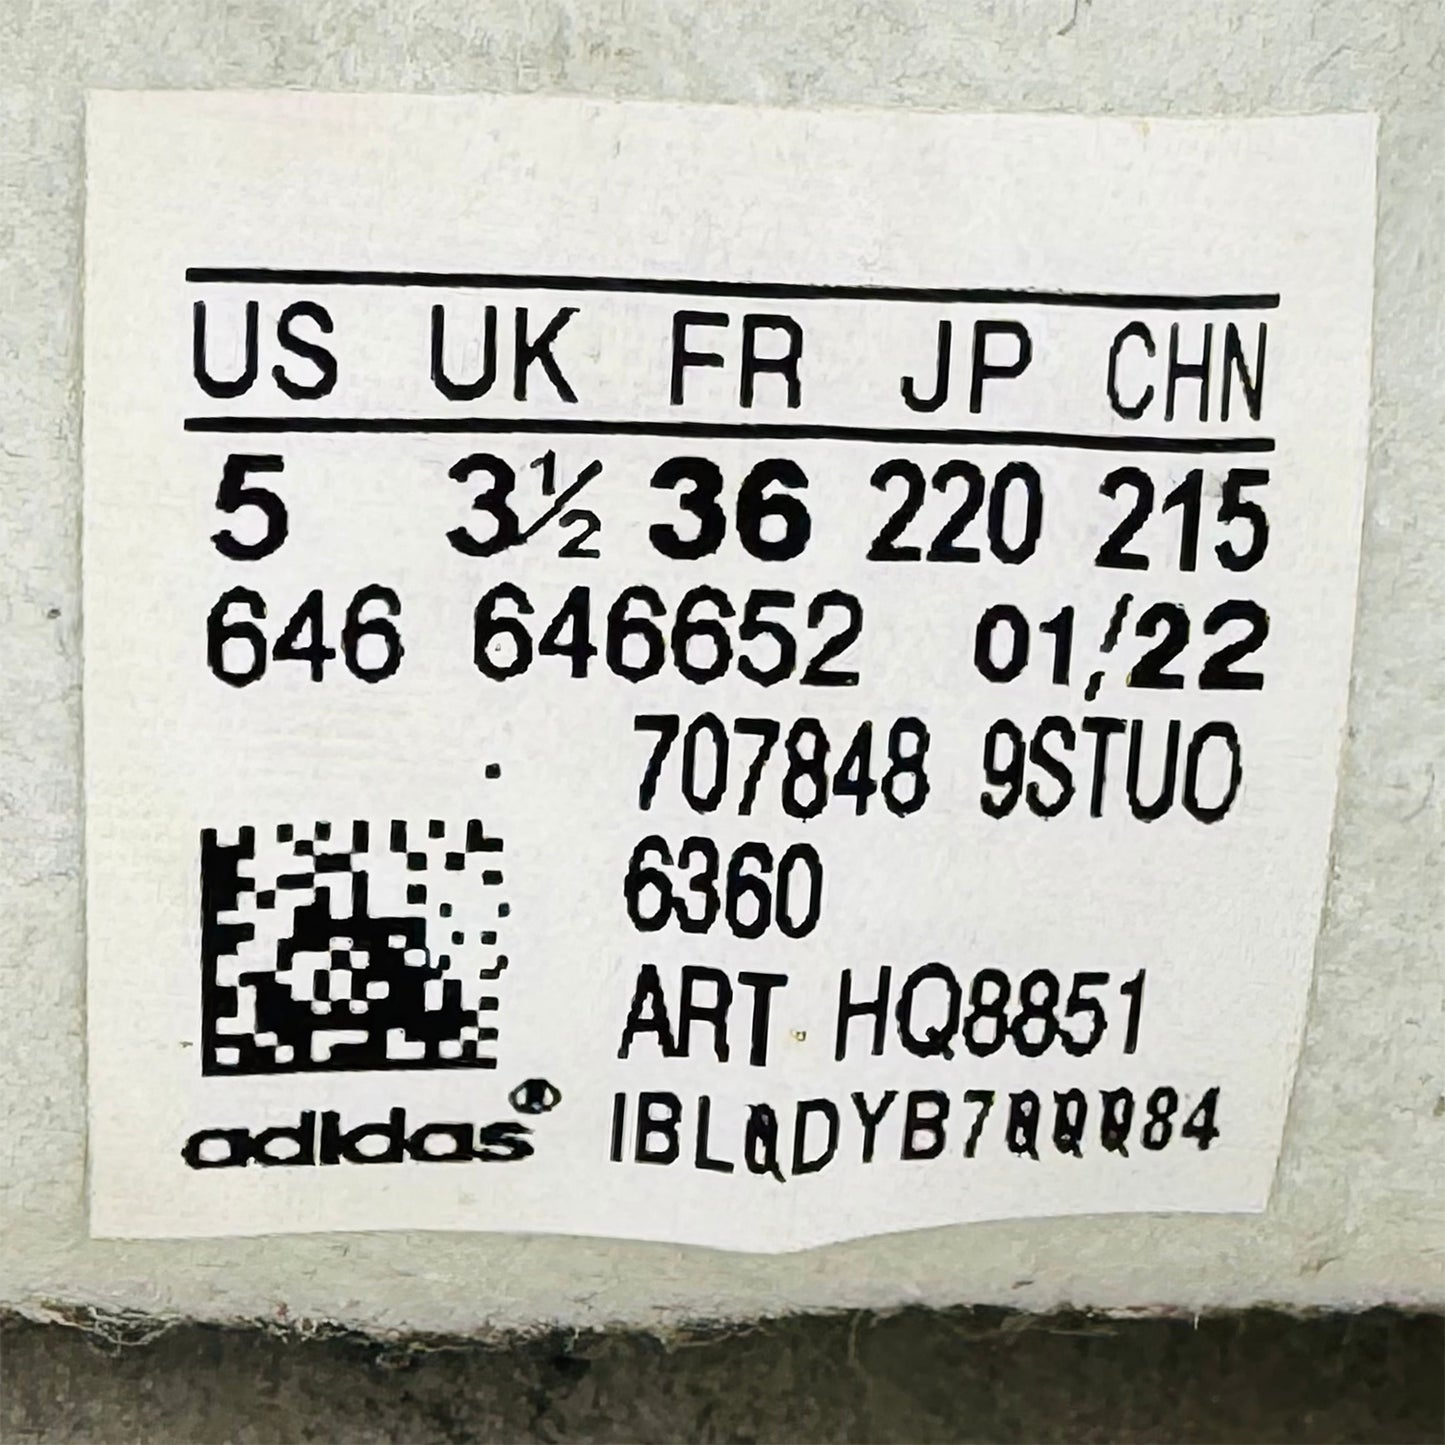 US UK FR JP CHN
5 3½ 36 220 215
646 646652 01/22
707848 9STUO
6360
ART HQ8851
adidas®